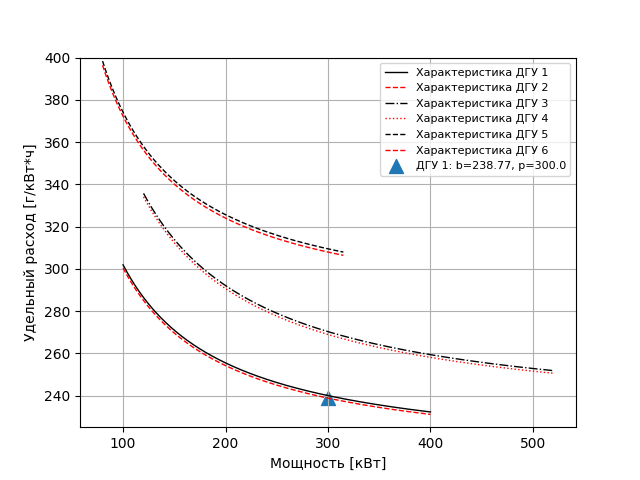 400
380
360
340
320
300
280
260
240
100
200
300
400
500
Удельный расход [г/кВт*ч]
Мощность [кВт]
Характеристика ДГУ 1
Характеристика ДГУ 2
Характеристика ДГУ 3
Характеристика ДГУ 4
Характеристика ДГУ 5
Характеристика ДГУ 6
ДГУ 1: b=238.77, p=300.0